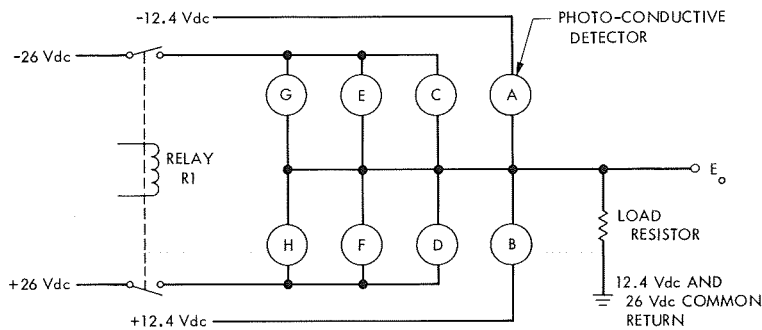 -12.4 Vdc
PHOTO-CONDUCTIVE
DETECTOR
-26 Vdc
G
E
C
A
RELAY
R1
E_o
H
F
D
B
LOAD
RESISTOR
+26 Vdc
12.4 Vdc AND
26 Vdc COMMON
RETURN
+12.4 Vdc